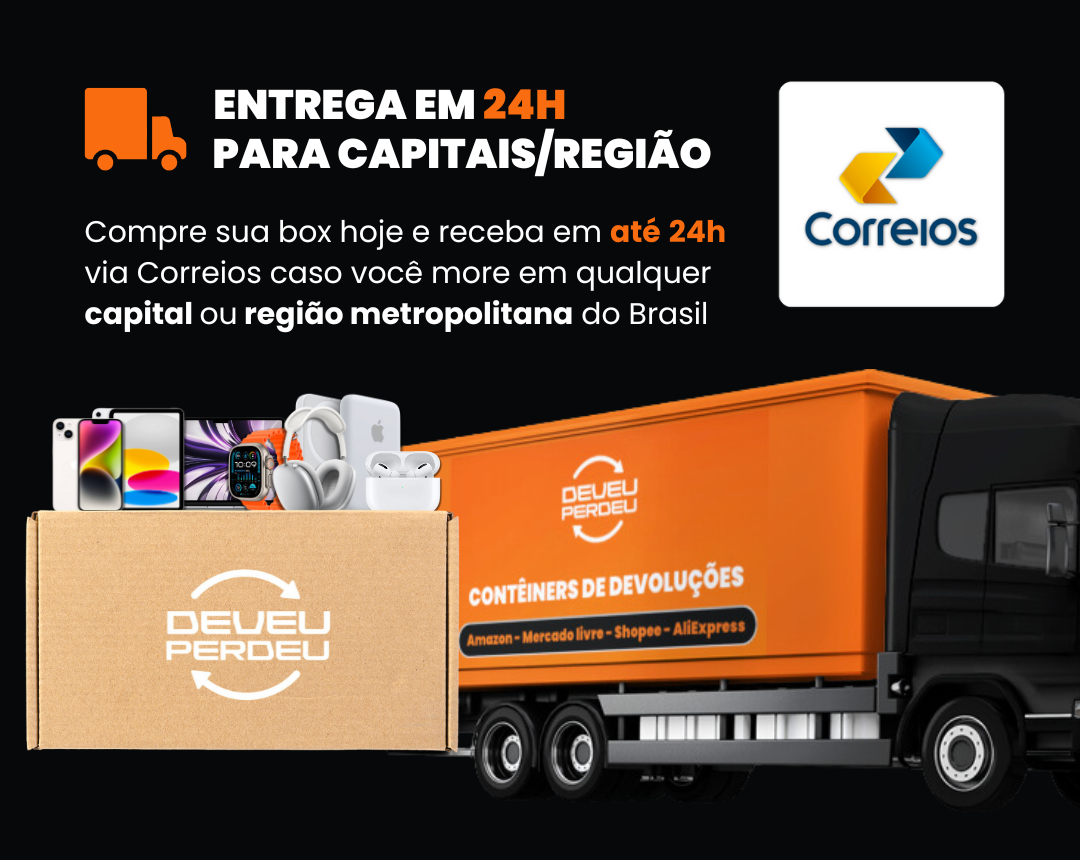 ENTREGA EM 24H
PARA CAPITAIS/REGIÃO
Compre sua box hoje e receba em até 24h
via Correios caso você more em qualquer
capital ou região metropolitana do Brasil
Correios
10:09
DEVEU
PERDEU
CONTÊINERS DE DEVOLUÇÕES
Amazon - Mercado livre - Shopee - AliExpress
DEVEU
PERDEU